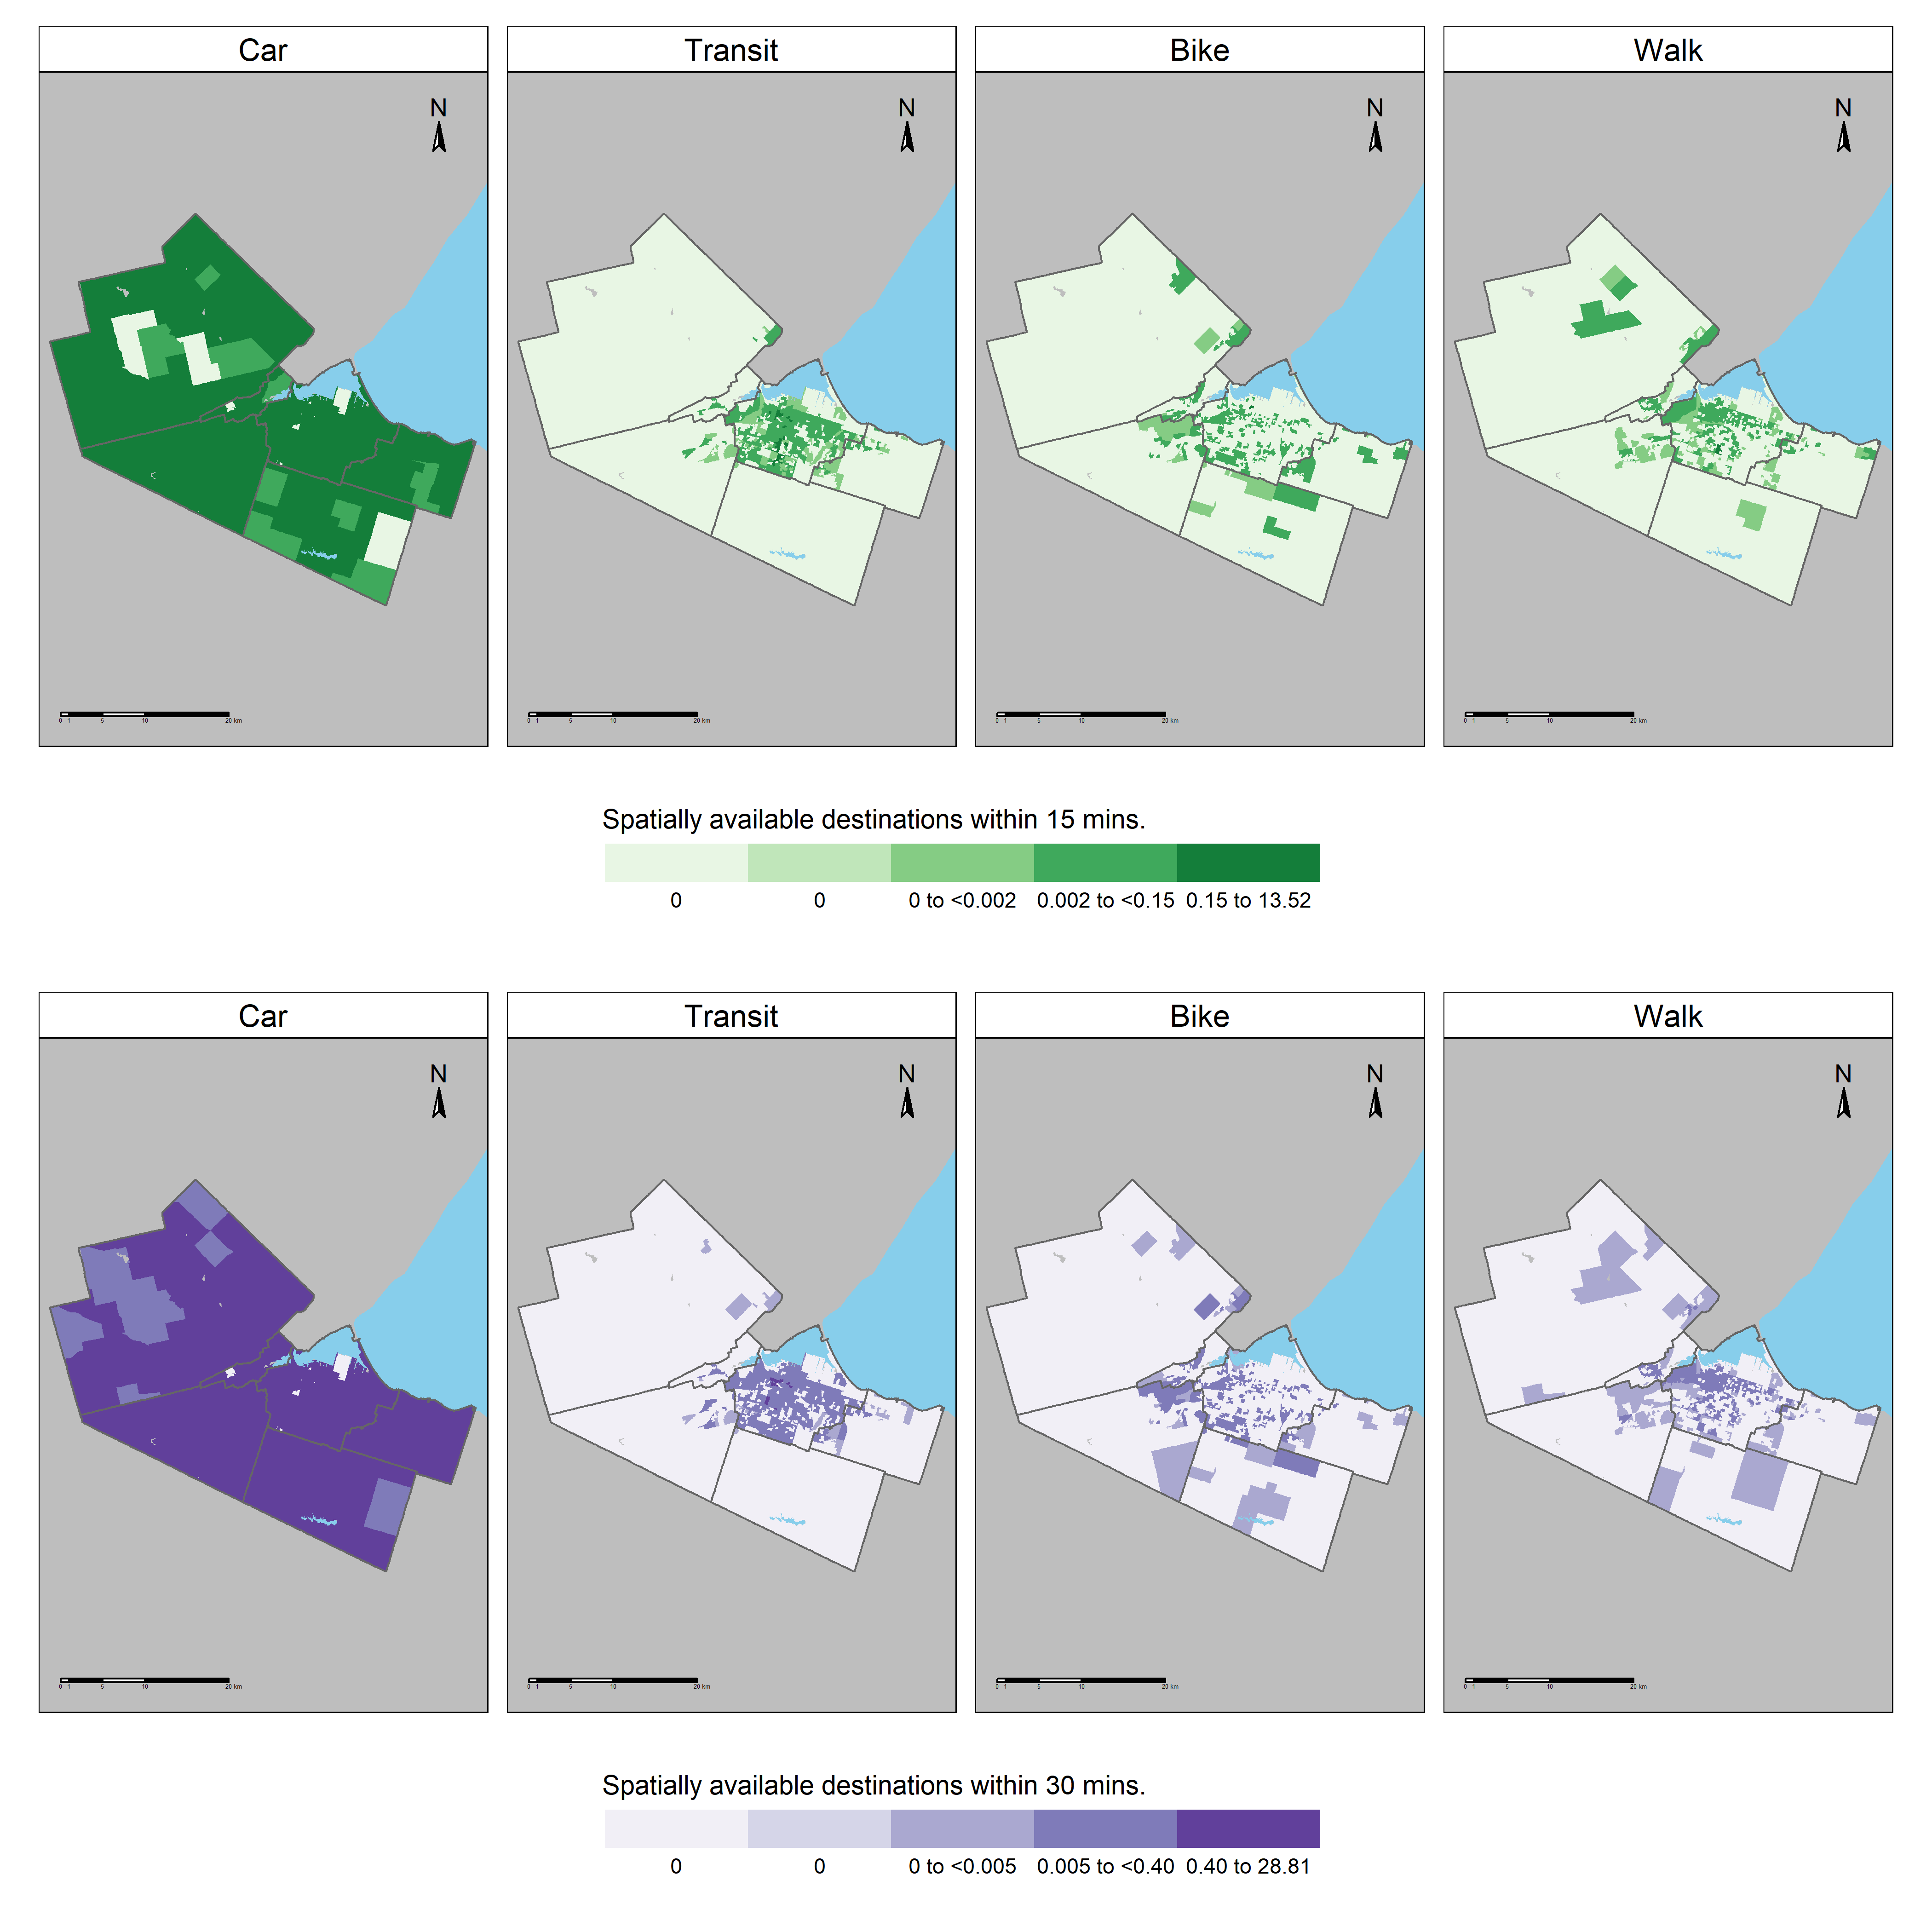 Car Transit Bike Walk
N N N N
0 1 5 10 20 km 0 1 5 10 20 km 0 1 5 10 20 km 0 1 5 10 20 km
Spatially available destinations within 15 mins.
0 0 0 to <0.002 0.002 to <0.15 0.15 to 13.52
Car Transit Bike Walk
N N N N
0 1 5 10 20 km 0 1 5 10 20 km 0 1 5 10 20 km 0 1 5 10 20 km
Spatially available destinations within 30 mins.
0 0 0 to <0.005 0.005 to <0.40 0.40 to 28.81